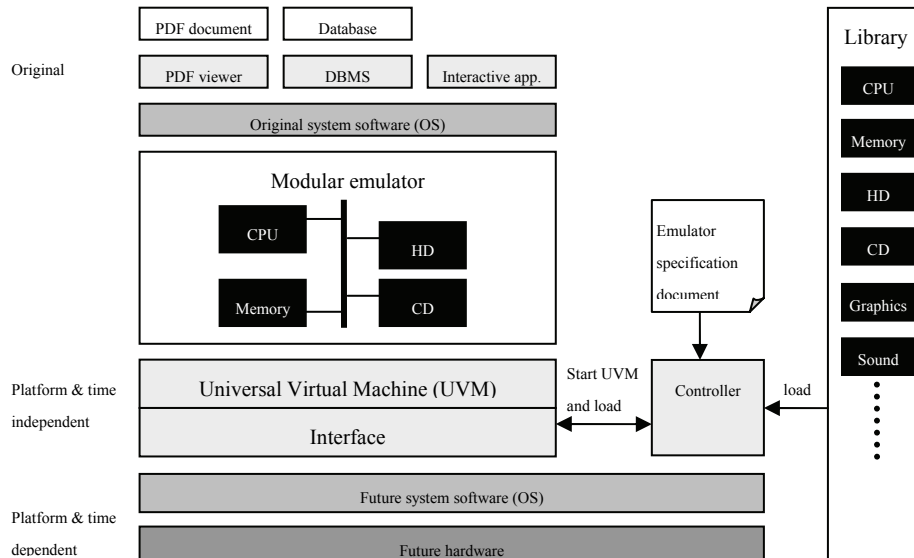 PDF document
Database
Library
Original
PDF viewer
DBMS
Interactive app.
CPU
Original system software (OS)
Memory
Modular emulator
HD
CPU
HD
Memory
CD
Emulator
specification
document
CD
Graphics
Sound
Platform & time
independent
Universal Virtual Machine (UVM)
Interface
Start UVM
and load
Controller
load
Platform & time
dependent
Future system software (OS)
Future hardware